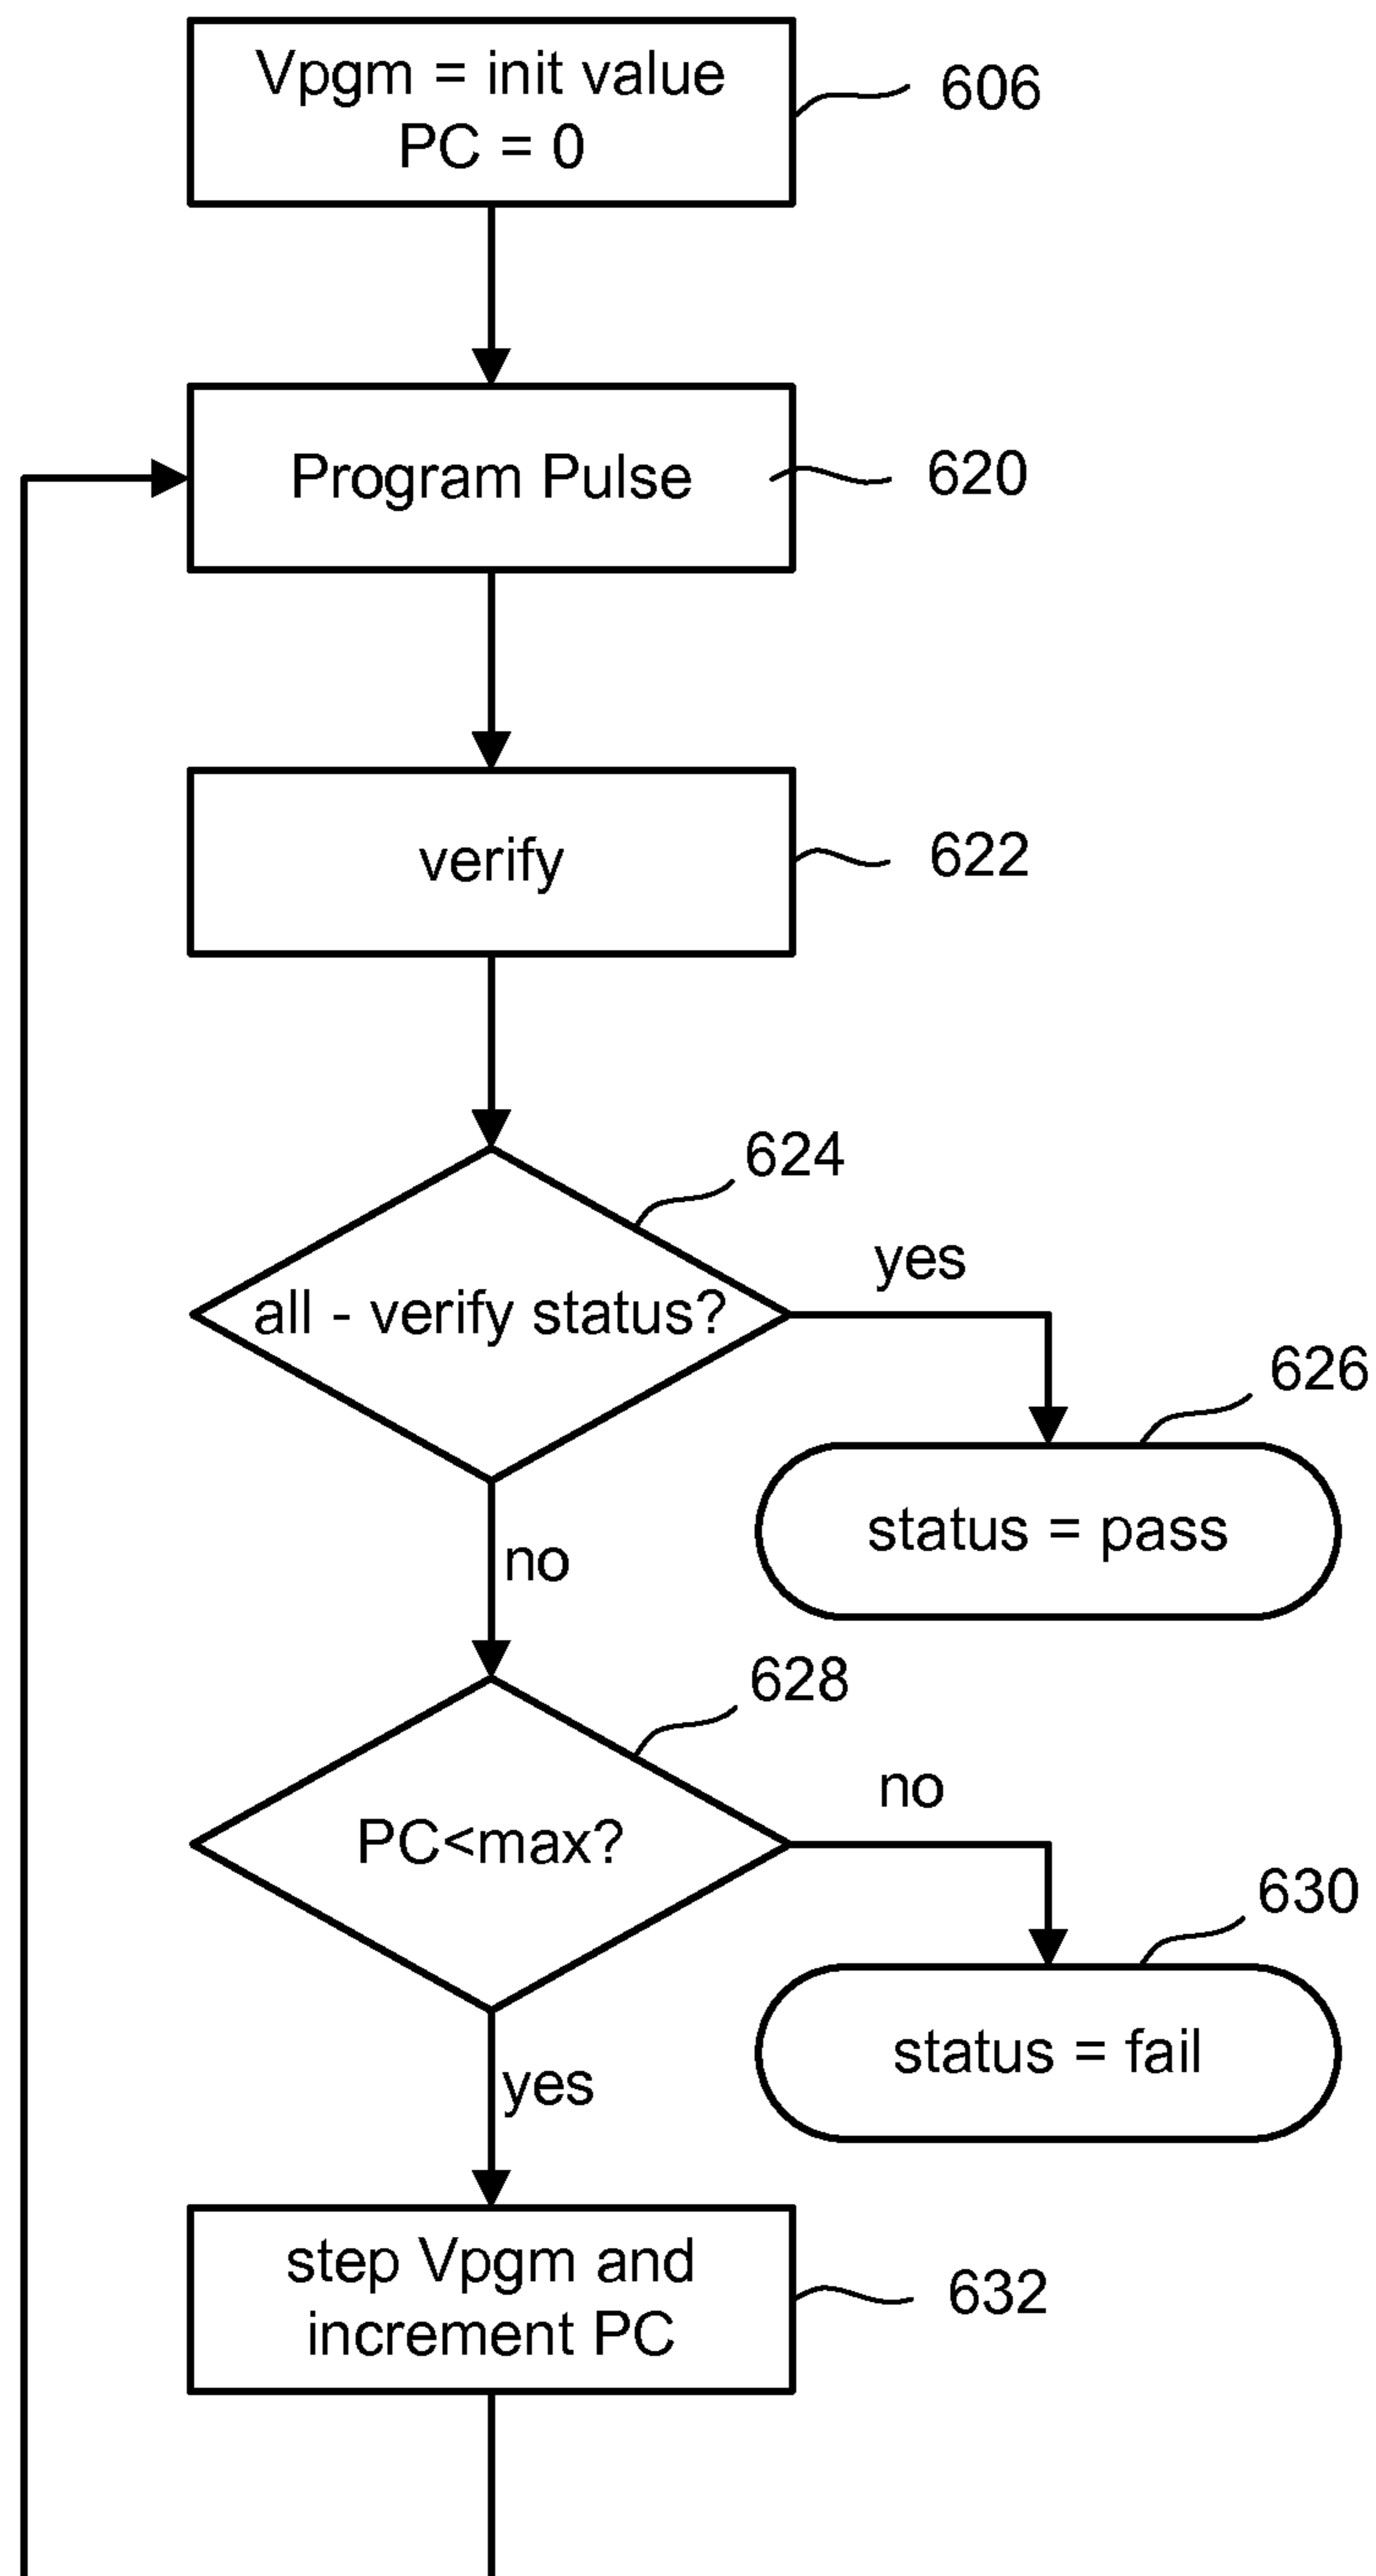 Vpgm = init value
PC = 0
606
Program Pulse
620
verify
622
624
all - verify status?
yes
626
status = pass
no
628
PC<max?
no
630
status = fail
yes
step Vpgm and
increment PC
632